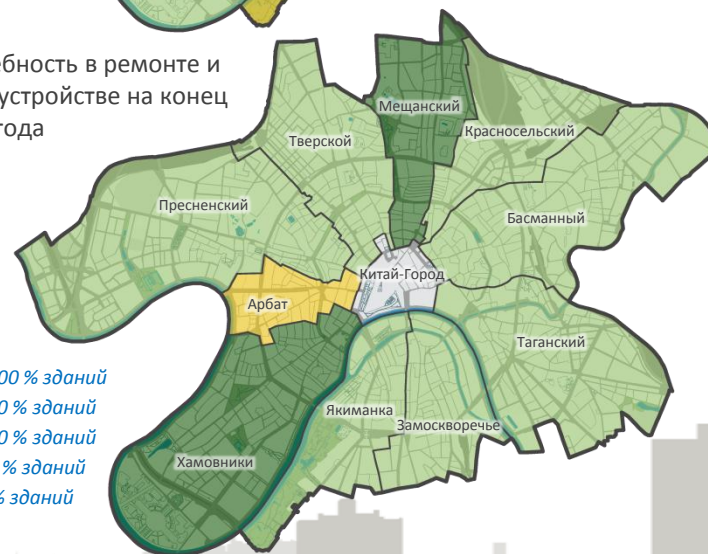 ебность в ремонте и
устройстве на конец
года
Мещанский
Красносельский
Тверской
Пресненский
Басманный
Китай-Город
Арбат
Таганский
00 % зданий
Якиманка
0 % зданий
Замоскворечье
0 % зданий
Хамовники
% зданий
% зданий